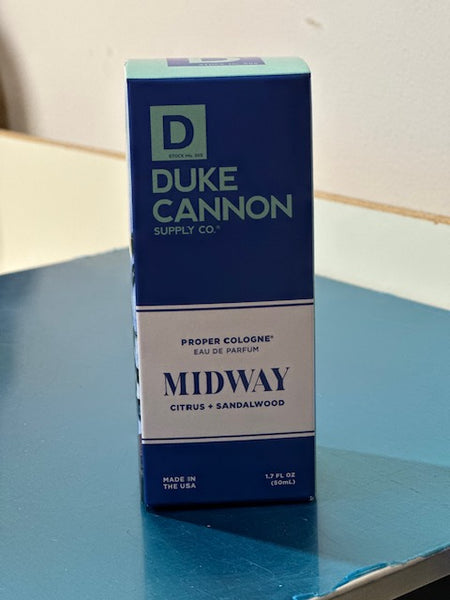 D
DUKE
CANNON
SUPPLY CO.®
PROPER COLOGNE®
EAU DE PARFUM
MIDWAY
CITRUS + SANDALWOOD
MADE IN
THE USA
1.7 FL OZ
(50mL)